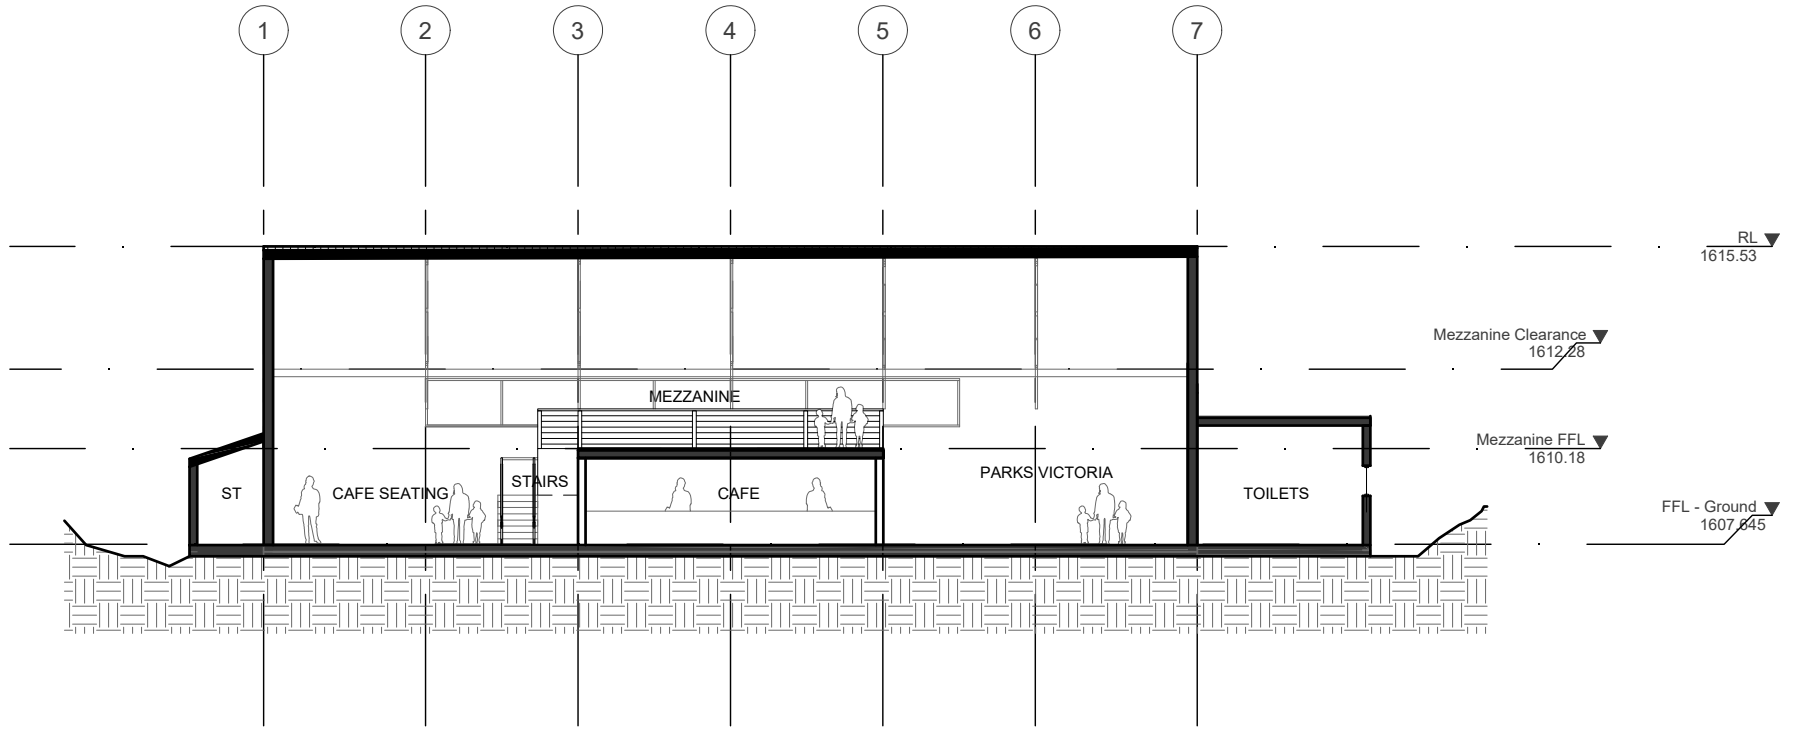 1 2 3 4 5 6 7
RL
1615.53
Mezzanine Clearance
1612.28
MEZZANINE
Mezzanine FFL
1610.18
PARKS VICTORIA
STAIRS
ST CAFE SEATING CAFE TOILETS
FFL - Ground
1607.645